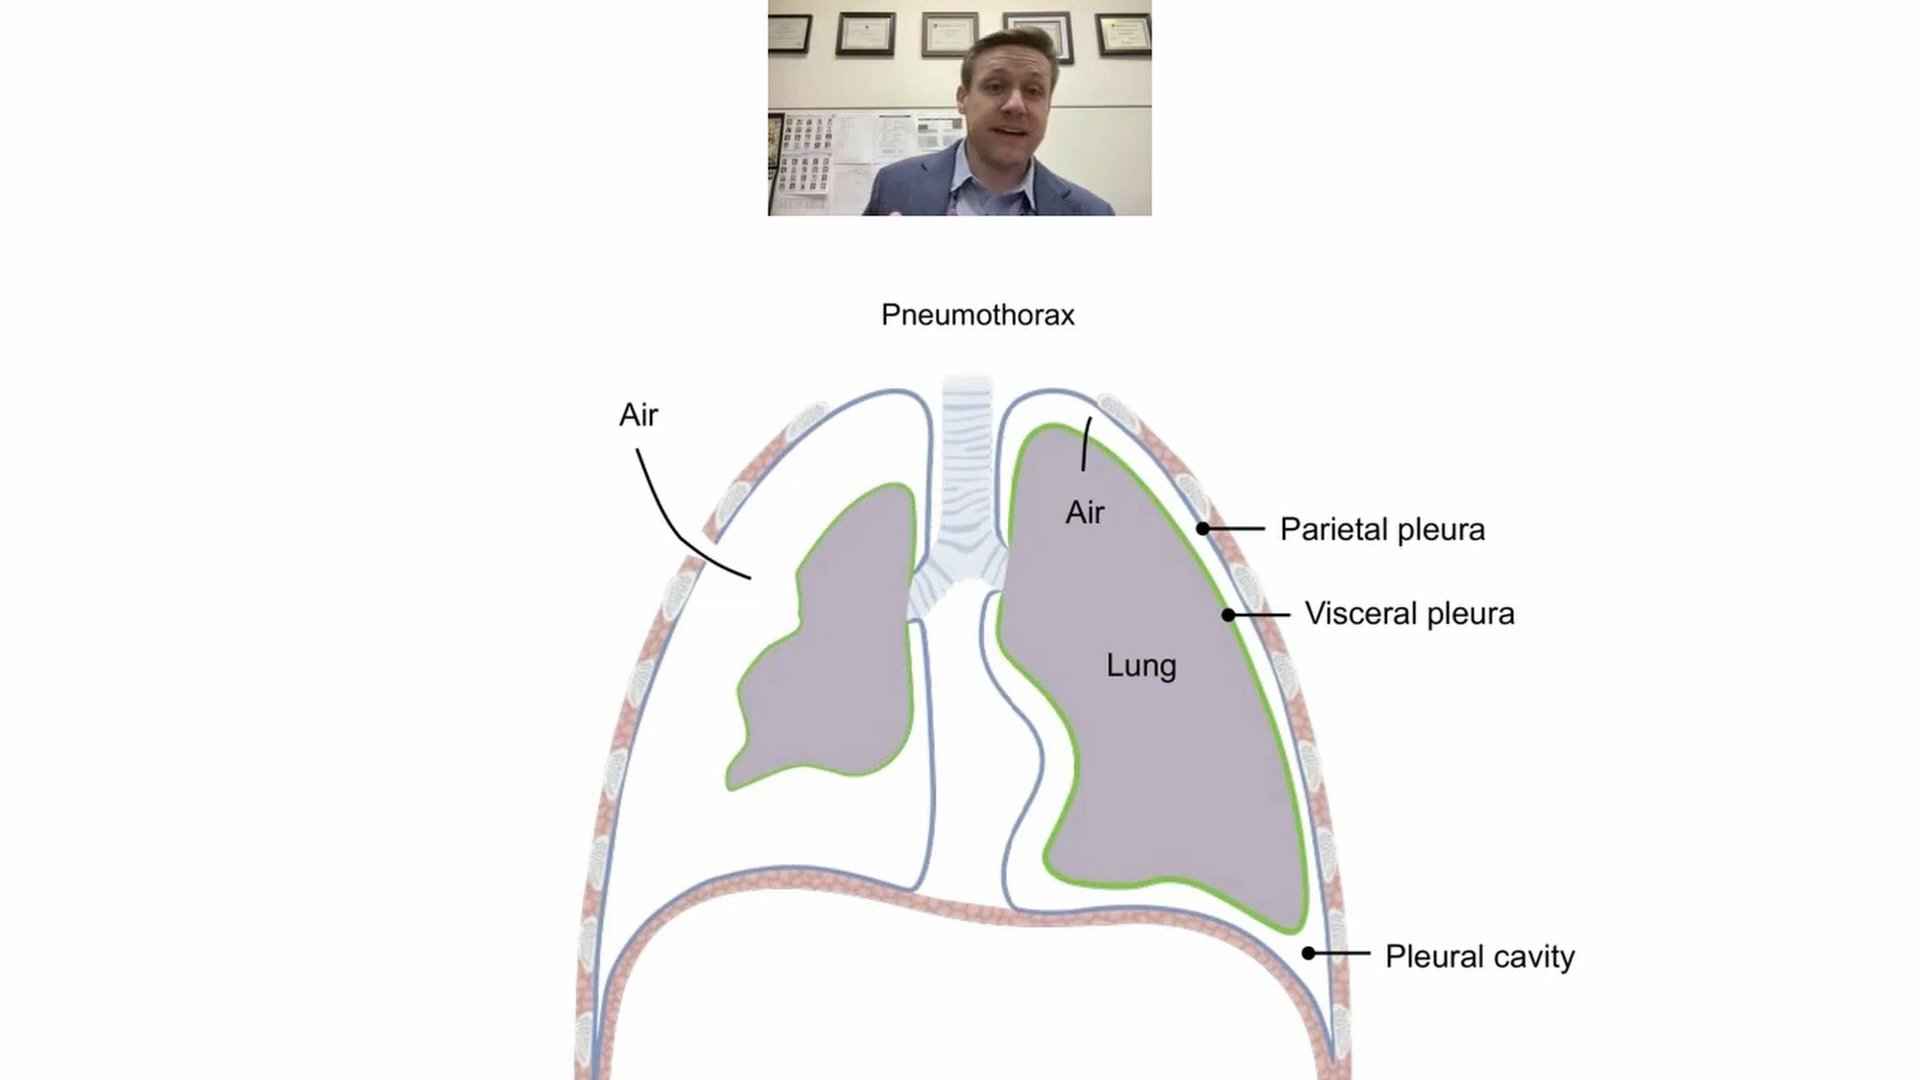 Pneumothorax
Air
Air
Parietal pleura
Visceral pleura
Lung
Pleural cavity